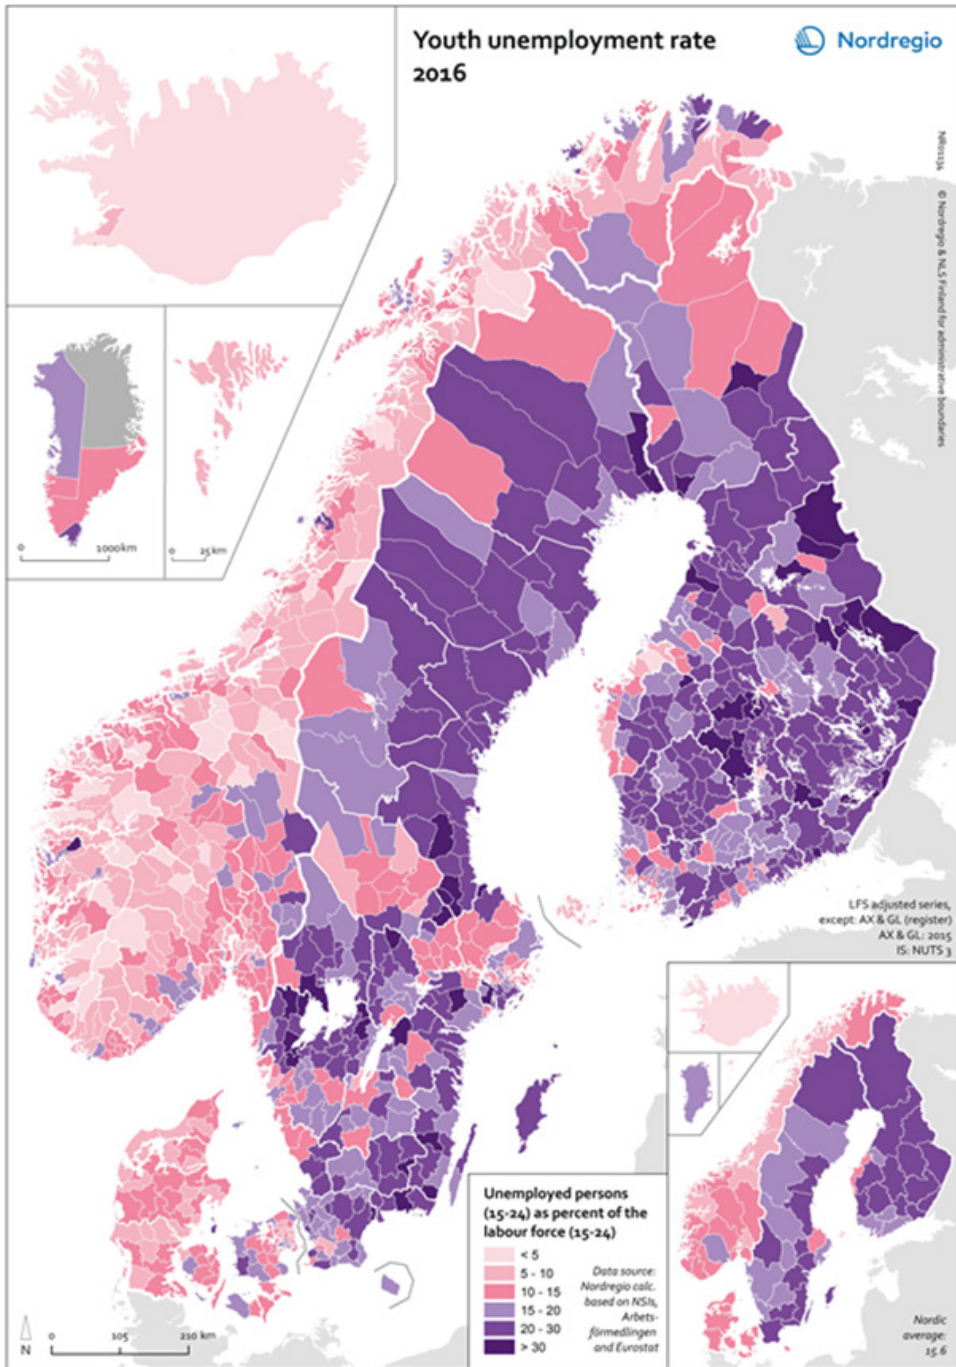 Youth unemployment rate
2016
Nordregio
NR01134 © Nordregio & NLS Finland for administrative boundaries
0 1000 km
0 25 km
LFS adjusted series,
except: AX & GL (register)
AX & GL: 2015
IS: NUTS 3
Unemployed persons
(15-24) as percent of the
labour force (15-24)
< 5
5 - 10
10 - 15
15 - 20
20 - 30
> 30
Data source:
Nordregio calc.
based on NSIs,
Arbets-
förmedlingen
and Eurostat
Nordic
average:
15.6
N
0 105 210 km